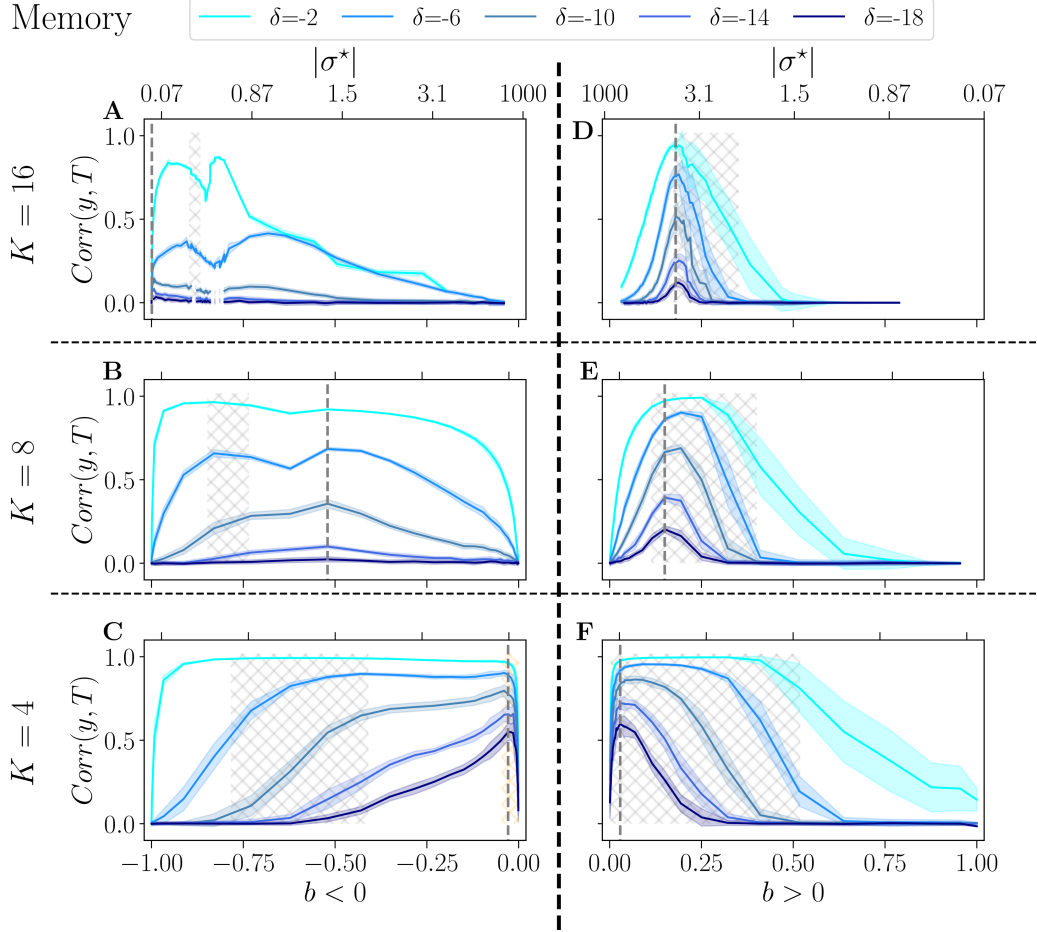 Memory
δ=-2 δ=-6 δ=-10 δ=-14 δ=-18
|σ⋆| |σ⋆|
0.07 0.87 1.5 3.1 1000
1000 3.1 1.5 0.87 0.07
A
D
K = 16
Corr(y, T)
1.0
0.5
0.0
B
E
K = 8
Corr(y, T)
1.0
0.5
0.0
C
F
K = 4
Corr(y, T)
1.0
0.5
0.0
−1.00 −0.75 −0.50 −0.25 0.00
0.00 0.25 0.50 0.75 1.00
b < 0
b > 0